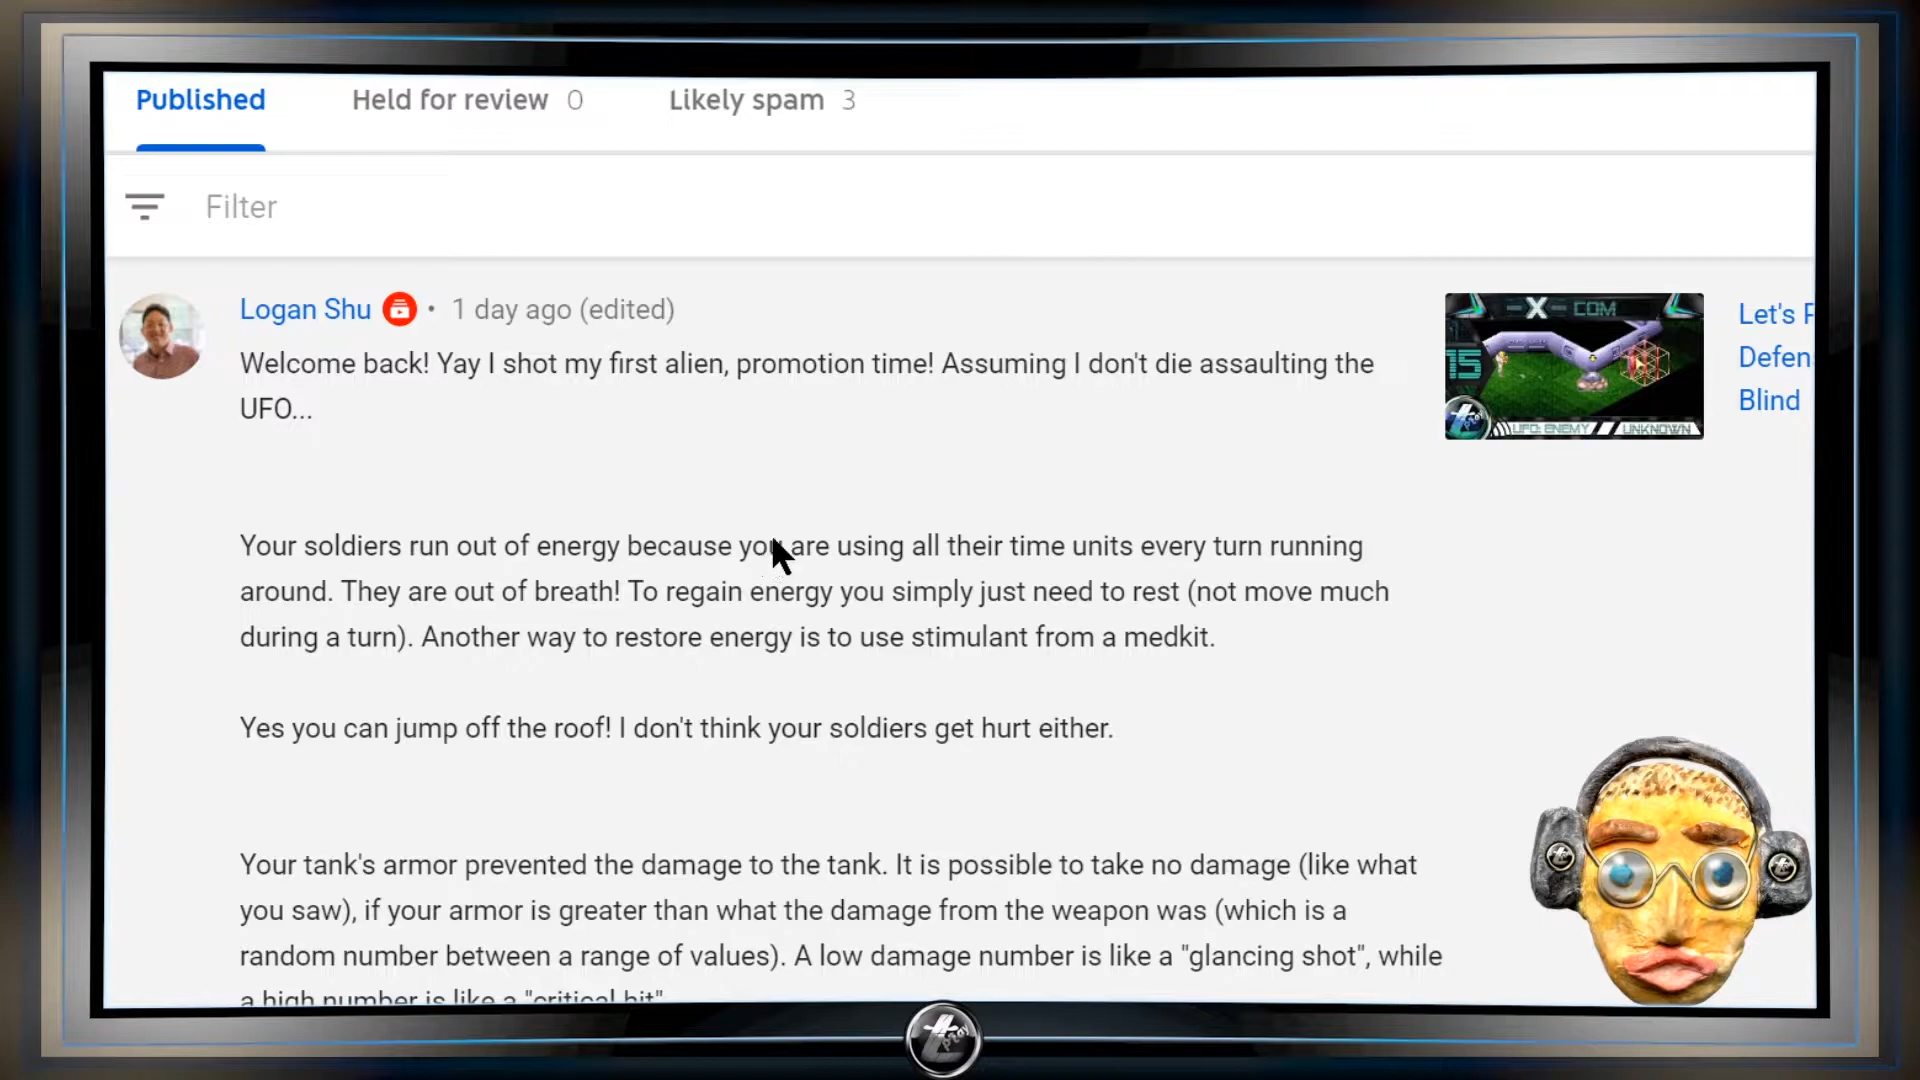 Published Held for review 0 Likely spam 3
Filter
Logan Shu • 1 day ago (edited)
Welcome back! Yay I shot my first alien, promotion time! Assuming I don't die assaulting the
UFO...
-X- COM
15
UFO: ENEMY UNKNOWN
Let's P
Defen
Blind
Your soldiers run out of energy because you are using all their time units every turn running
around. They are out of breath! To regain energy you simply just need to rest (not move much
during a turn). Another way to restore energy is to use stimulant from a medkit.
Yes you can jump off the roof! I don't think your soldiers get hurt either.
Your tank's armor prevented the damage to the tank. It is possible to take no damage (like what
you saw), if your armor is greater than what the damage from the weapon was (which is a
random number between a range of values). A low damage number is like a "glancing shot", while
a high number is like a "critical hit"